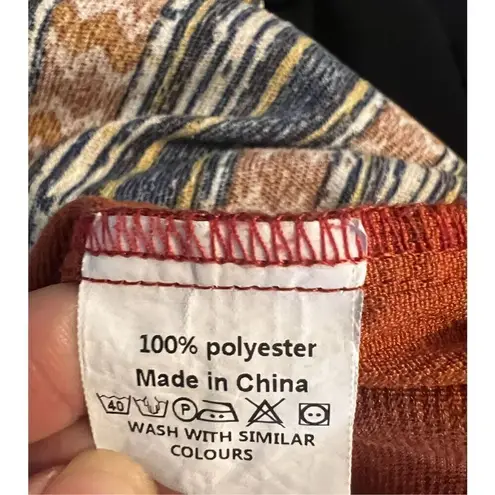 100% polyester
Made in China
40 P
WASH WITH SIMILAR
COLOURS